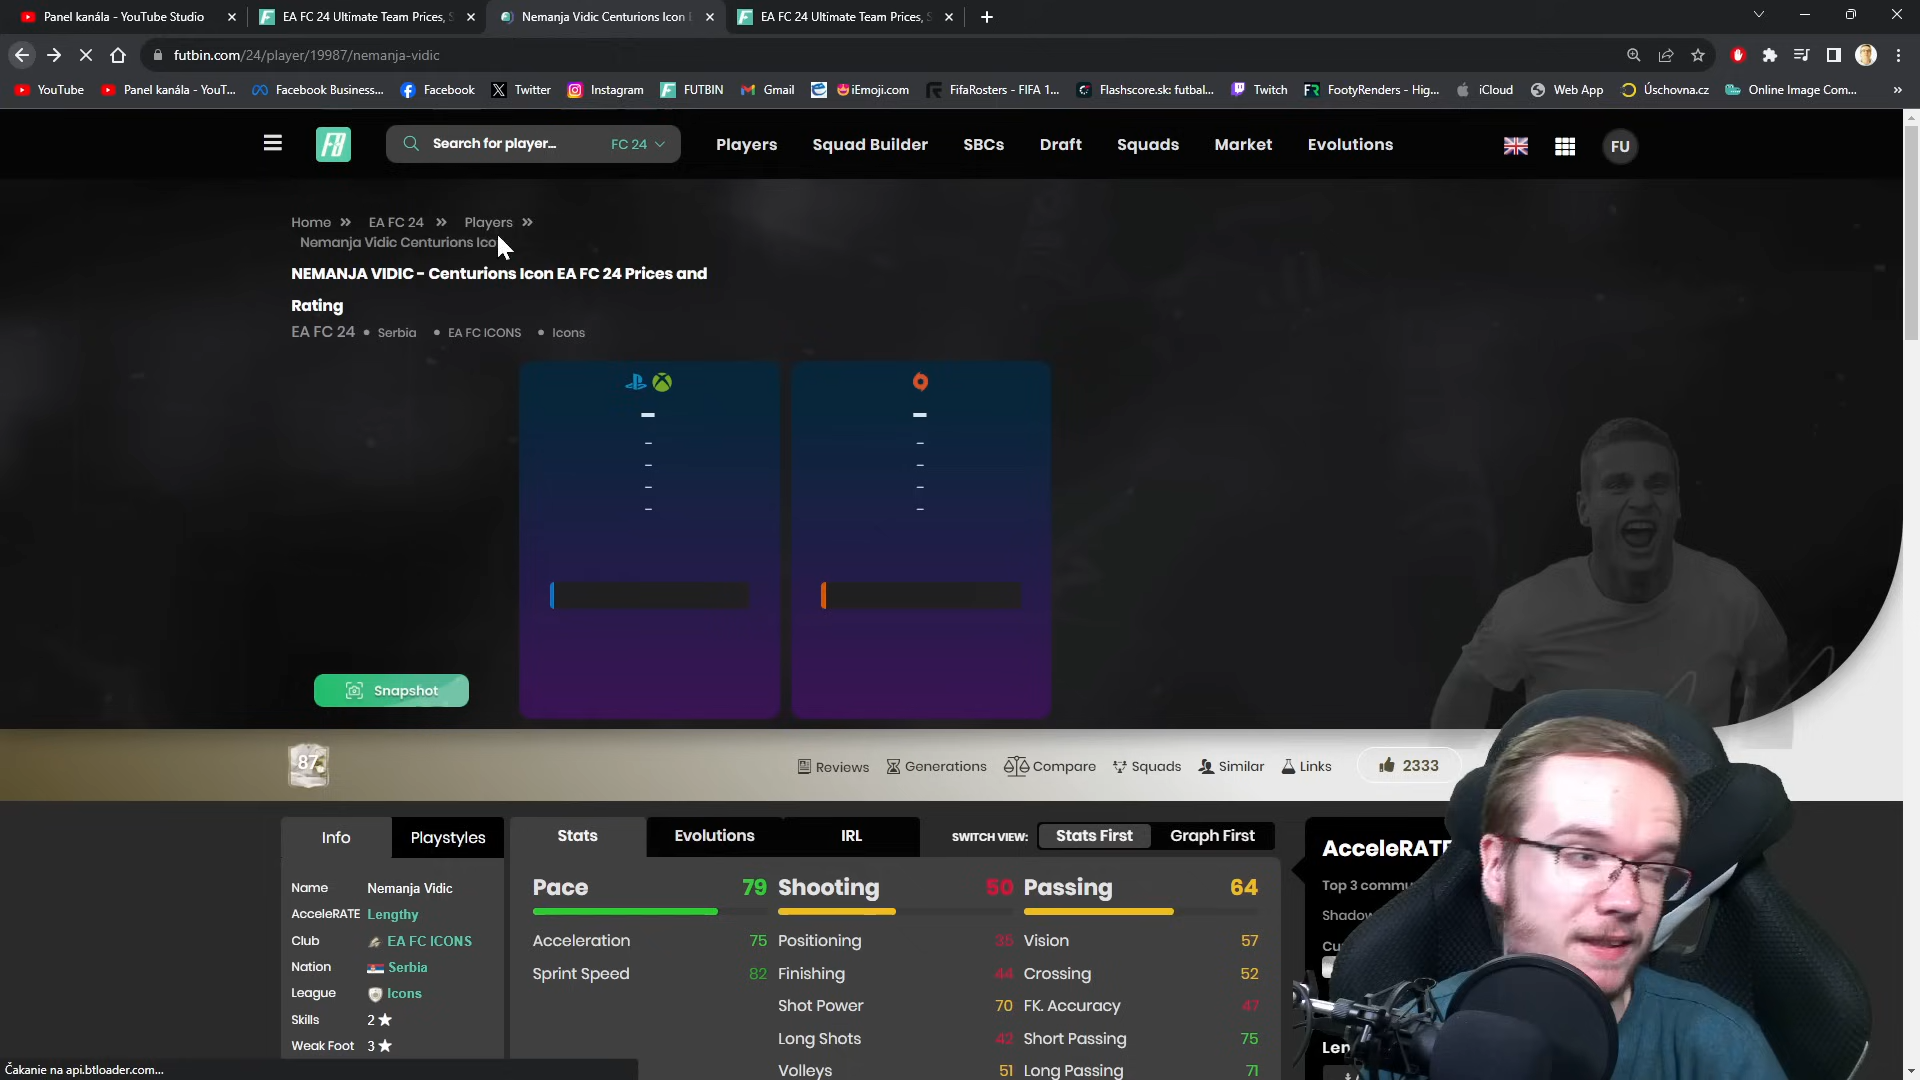 Panel kanála - YouTube Studio
EA FC 24 Ultimate Team Prices, S
Nemanja Vidic Centurions Icon E
EA FC 24 Ultimate Team Prices, S
futbin.com/24/player/19987/nemanja-vidic
YouTube
Panel kanála - YouT...
Facebook Business...
Facebook
Twitter
Instagram
FUTBIN
Gmail
iEmoji.com
FifaRosters - FIFA 1...
Flashscore.sk: futbal...
Twitch
FootyRenders - Hig...
iCloud
Web App
Úschovna.cz
Online Image Com...
Search for player...
FC 24
Players
Squad Builder
SBCs
Draft
Squads
Market
Evolutions
FU
Home » EA FC 24 » Players »
Nemanja Vidic Centurions Ico
NEMANJA VIDIC - Centurions Icon EA FC 24 Prices and
Rating
EA FC 24 • Serbia • EA FC ICONS • Icons
-
-
-
-
-
-
-
-
-
-
Snapshot
87
Reviews
Generations
Compare
Squads
Similar
Links
2333
Info
Playstyles
Name Nemanja Vidic
AcceleRATE Lengthy
Club EA FC ICONS
Nation Serbia
League Icons
Skills 2★
Weak Foot 3★
Stats
Evolutions
IRL
SWITCH VIEW:
Stats First
Graph First
Pace 79
Acceleration 75
Sprint Speed 82
Shooting 50
Positioning 35
Finishing 44
Shot Power 70
Long Shots 42
Volleys 51
Passing 64
Vision 57
Crossing 52
FK. Accuracy 47
Short Passing 75
Long Passing 71
AcceleRAT
Top 3 commu
Shadow
Cu
Len
Čakanie na api.btloader.com...